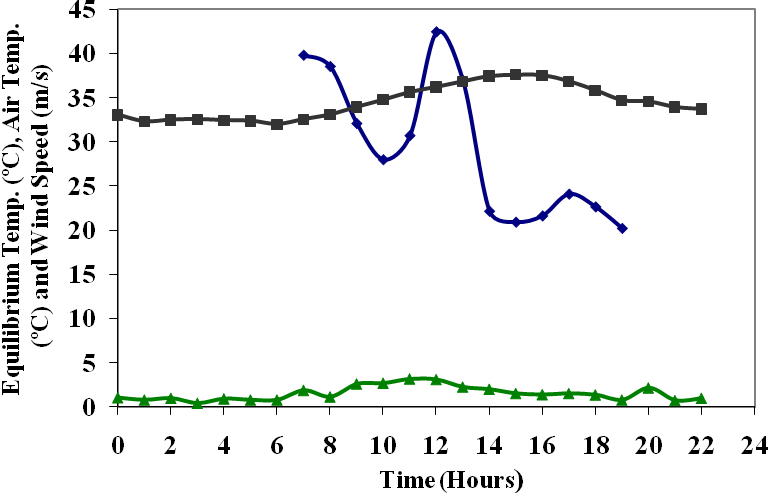 Equilibrium Temp. (°C), Air Temp.
(°C) and Wind Speed (m/s)
45
40
35
30
25
20
15
10
5
0
0 2 4 6 8 10 12 14 16 18 20 22 24
Time (Hours)